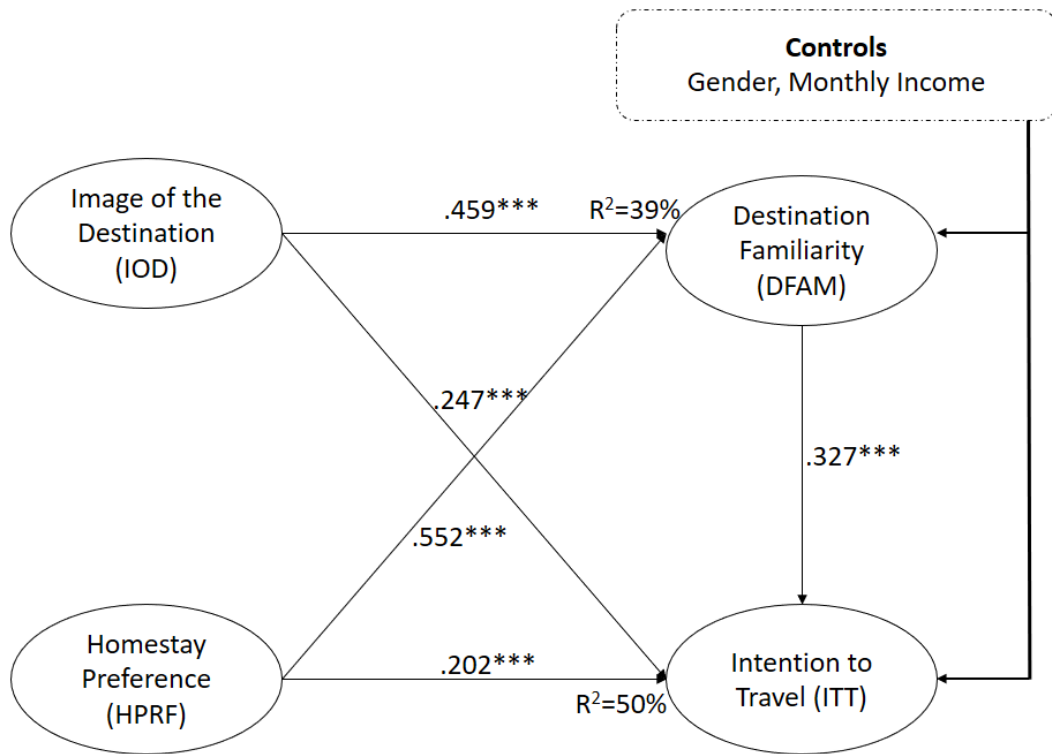 Controls
Gender, Monthly Income
Image of the
Destination
(IOD)
.459***
R²=39%
Destination
Familiarity
(DFAM)
.247***
.327***
.552***
Homestay
Preference
(HPRF)
.202***
R²=50%
Intention to
Travel (ITT)